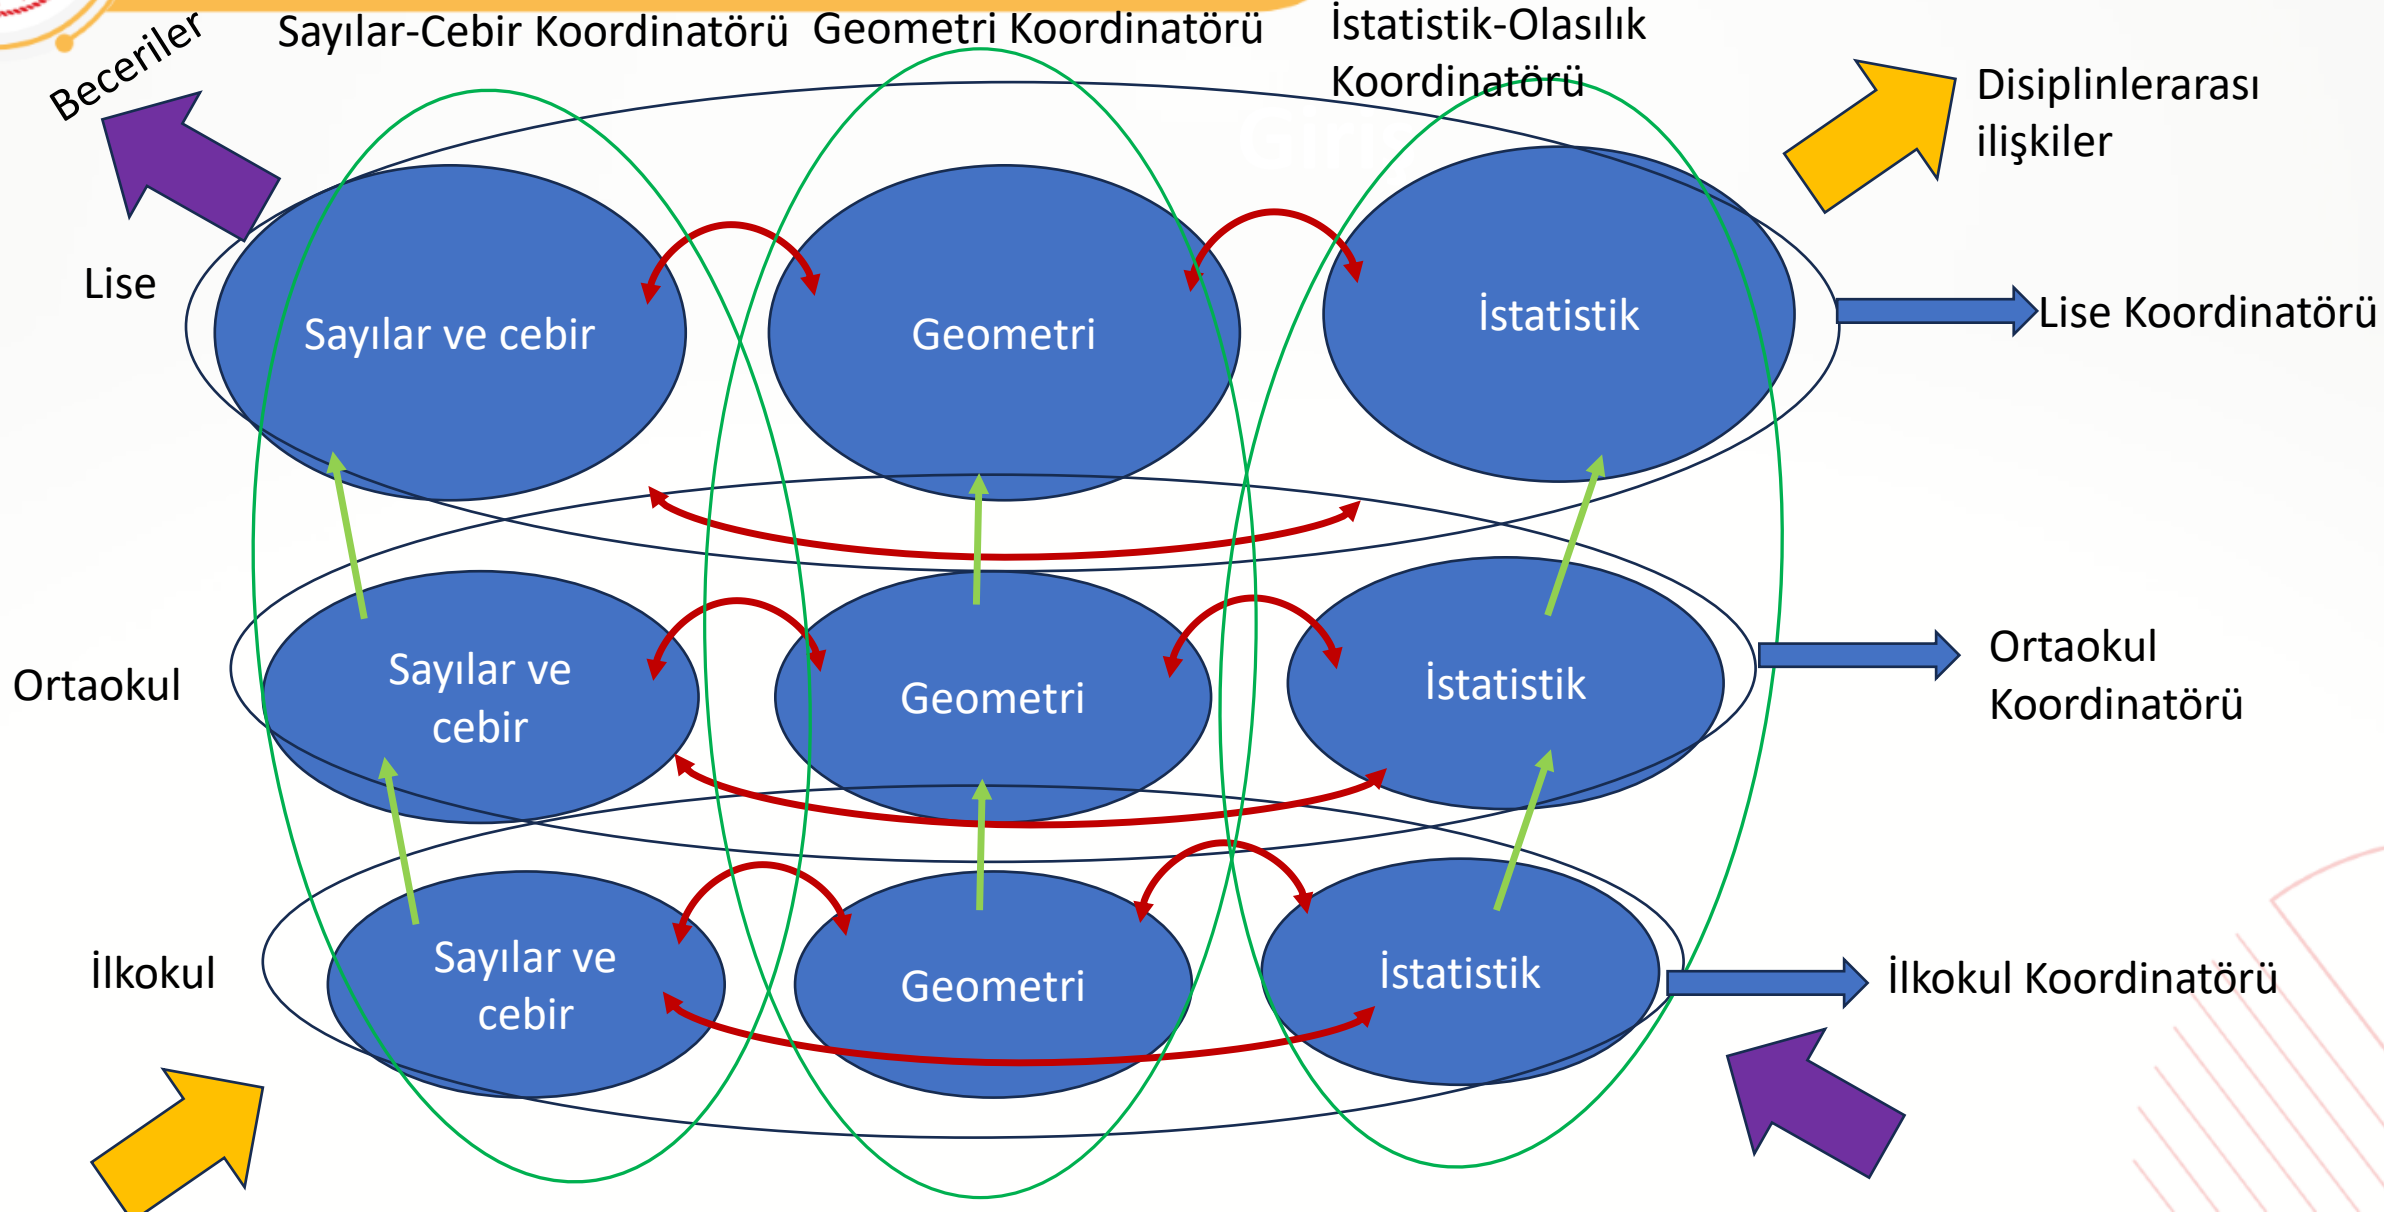 Beceriler
Sayılar-Cebir Koordinatörü
Geometri Koordinatörü
İstatistik-Olasılık
Koordinatörü
Disiplinlerarası
ilişkiler
Lise
Sayılar ve cebir
Geometri
İstatistik
Lise Koordinatörü
Ortaokul
Sayılar ve
cebir
Geometri
İstatistik
Ortaokul
Koordinatörü
İlkokul
Sayılar ve
cebir
Geometri
İstatistik
İlkokul Koordinatörü